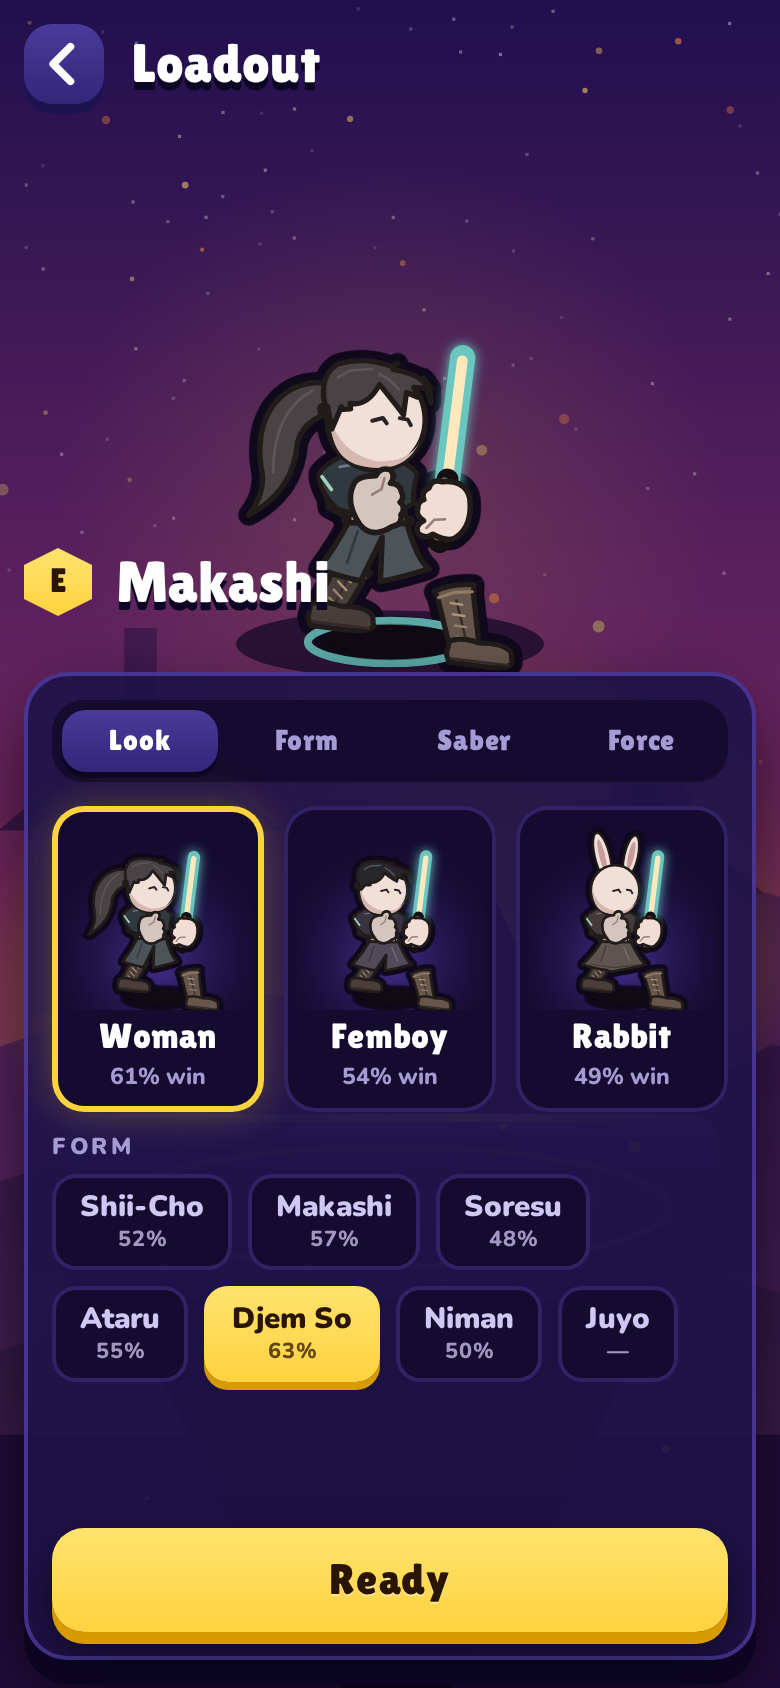 Loadout
E Makashi
Look Form Saber Force
Woman Femboy Rabbit
61% win 54% win 49% win
FORM
Shii-Cho Makashi Soresu
52% 57% 48%
Ataru Djem So Niman Juyo
55% 63% 50% —
Ready